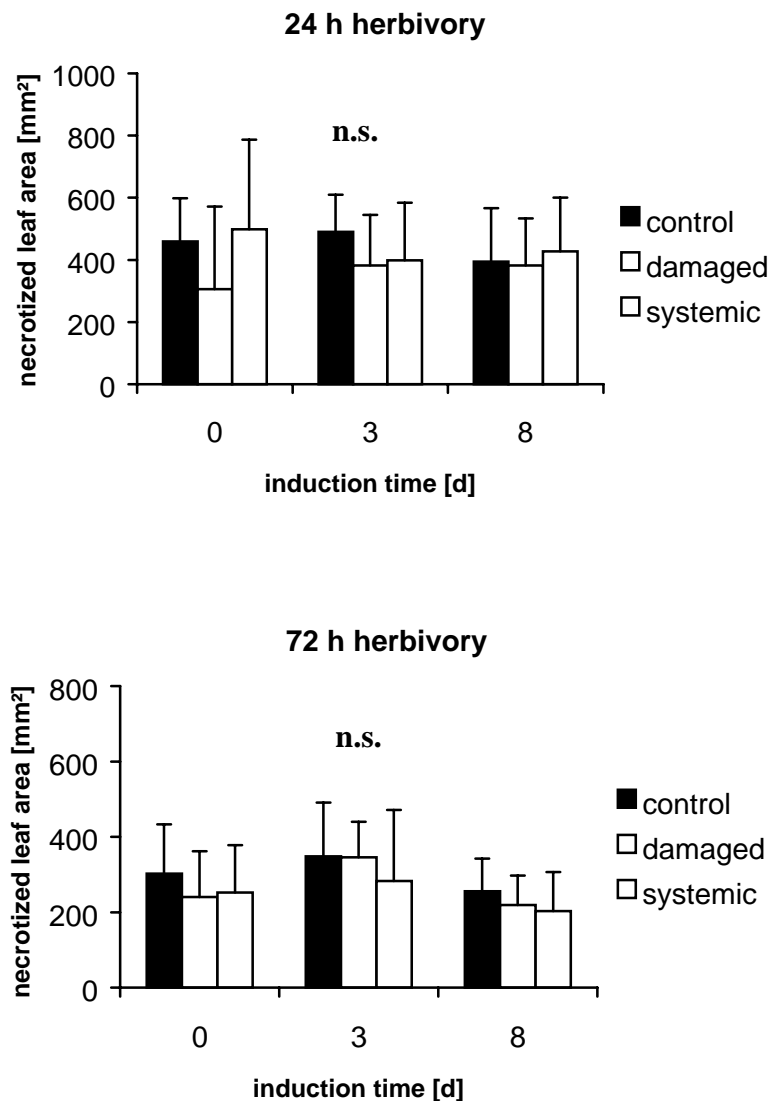 24 h herbivory
necrotized leaf area [mm²]
1000
800
600
400
200
0
n.s.
control
damaged
systemic
0 3 8
induction time [d]
72 h herbivory
necrotized leaf area [mm²]
800
600
400
200
0
n.s.
control
damaged
systemic
0 3 8
induction time [d]